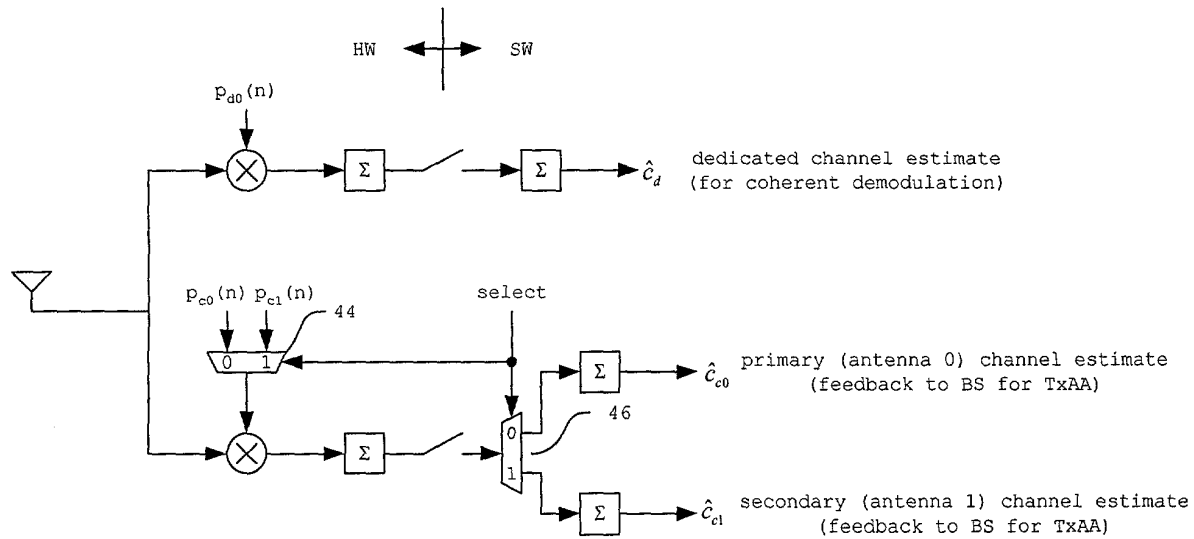 HW SW
p_d0(n)
Σ Σ ĉ_d dedicated channel estimate
(for coherent demodulation)
p_c0(n) p_c1(n) select
44
0 1
Σ ĉ_c0 primary (antenna 0) channel estimate
(feedback to BS for TxAA)
46
0
Σ
1
Σ ĉ_c1 secondary (antenna 1) channel estimate
(feedback to BS for TxAA)